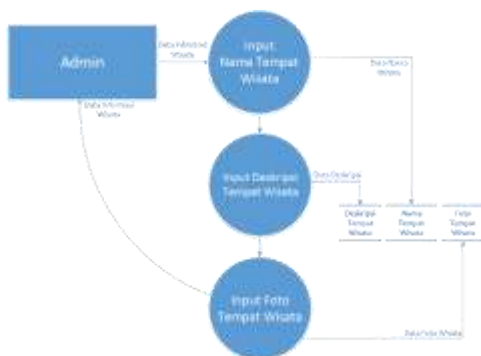 Admin
Data Informasi
Wisata
Input
Nama Tempat
Wisata
Data Nama
Wisata
Data Informasi
Wisata
Input Deskripsi
Tempat Wisata
Data Deskripsi
Deskripsi
Tempat
Wisata
Nama
Tempat
Wisata
Foto
Tempat
Wisata
Input Foto
Tempat Wisata
Data Foto Wisata